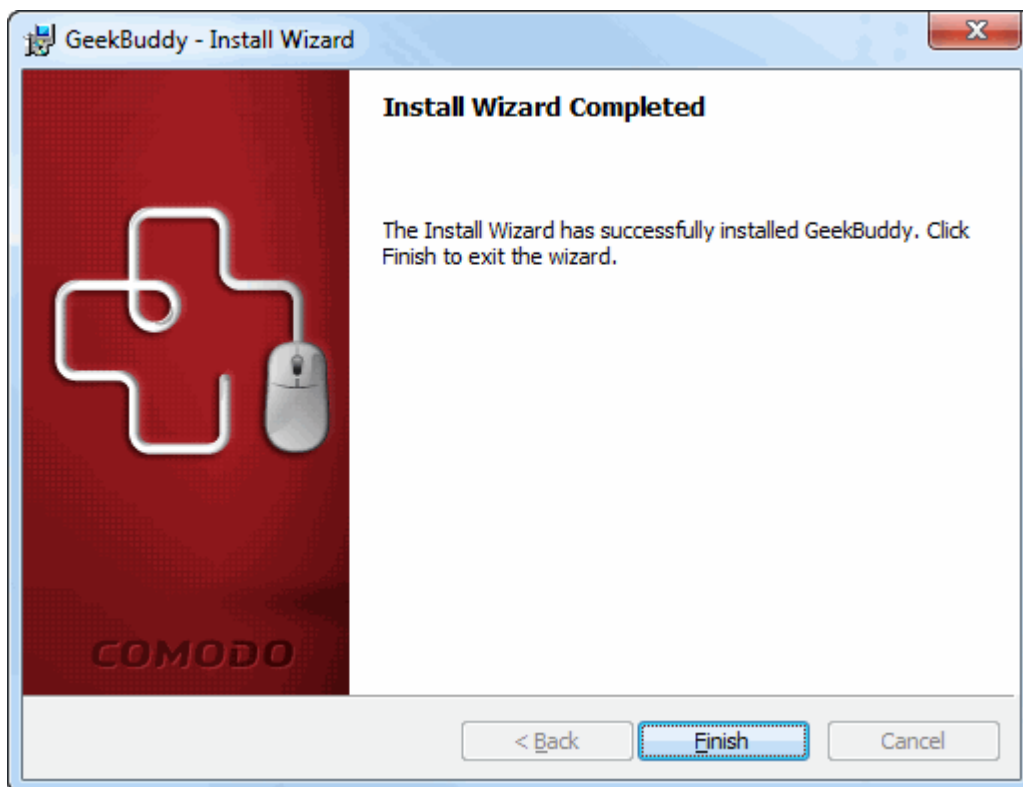 GeekBuddy - Install Wizard
Install Wizard Completed
The Install Wizard has successfully installed GeekBuddy. Click
Finish to exit the wizard.
COMODO
< Back
Finish
Cancel